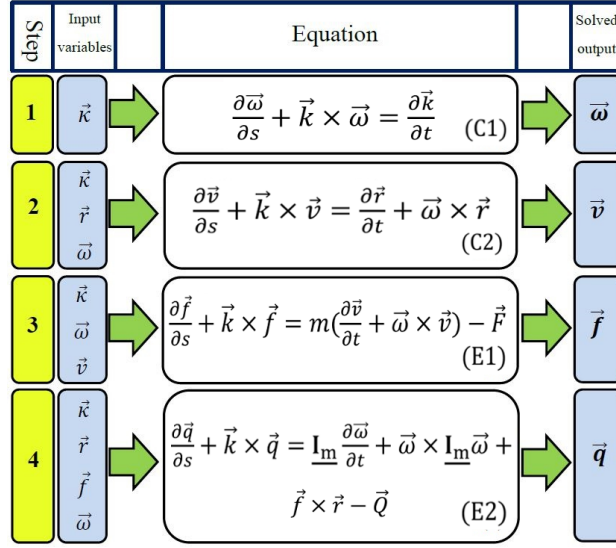 Step Input variables Equation Solved output
1 κ⃗ ∂ω⃗/∂s + k⃗ × ω⃗ = ∂k⃗/∂t (C1) ω⃗
2 κ⃗ r⃗ ω⃗ ∂v⃗/∂s + k⃗ × v⃗ = ∂r⃗/∂t + ω⃗ × r⃗ (C2) v⃗
3 κ⃗ ω⃗ v⃗ ∂f⃗/∂s + k⃗ × f⃗ = m(∂v⃗/∂t + ω⃗ × v⃗) − F⃗ (E1) f⃗
4 κ⃗ r⃗ f⃗ ω⃗ ∂q⃗/∂s + k⃗ × q⃗ = I̲m ∂ω⃗/∂t + ω⃗ × I̲m ω⃗ +
f⃗ × r⃗ − Q⃗ (E2) q⃗